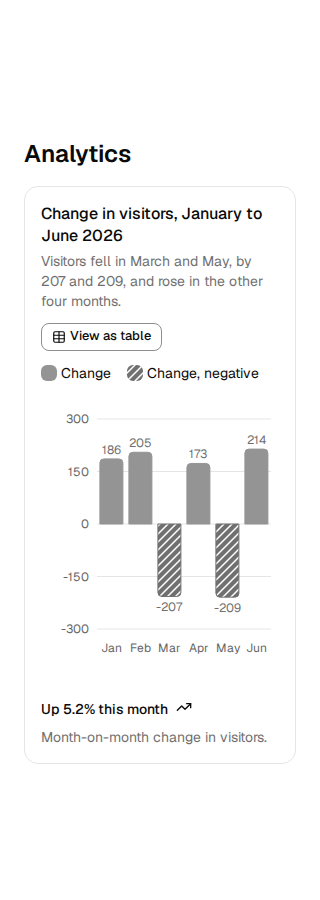 Analytics
Change in visitors, January to
June 2026
Visitors fell in March and May, by
207 and 209, and rose in the other
four months.
View as table
Change
Change, negative
300
150
0
-150
-300
186
205
-207
173
-209
214
Jan
Feb
Mar
Apr
May
Jun
Up 5.2% this month
Month-on-month change in visitors.